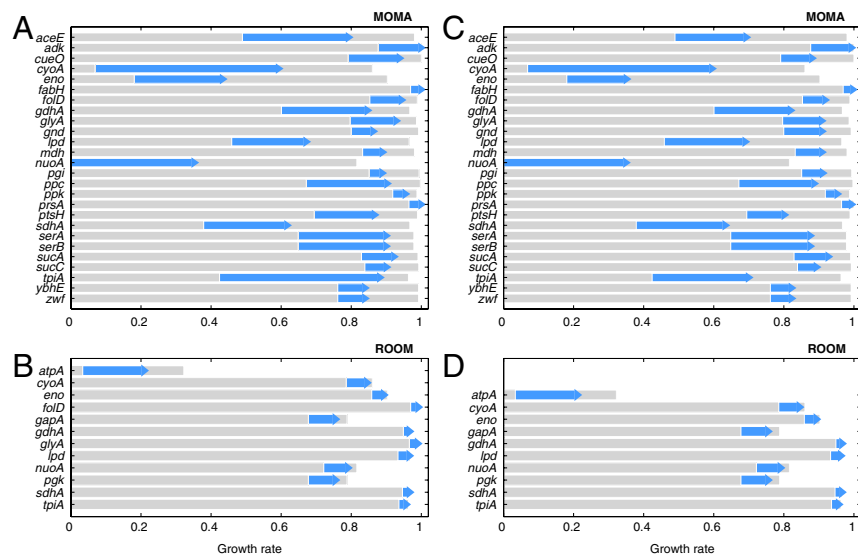 A
MOMA
aceE
adk
cueO
cyoA
eno
fabH
folD
gdhA
glyA
gnd
lpd
mdh
nuoA
pgi
ppc
ppk
prsA
ptsH
sdhA
serA
serB
sucA
sucC
tpiA
ybhE
zwf
0 0.2 0.4 0.6 0.8 1
B
ROOM
atpA
cyoA
eno
folD
gapA
gdhA
glyA
lpd
nuoA
pgk
sdhA
tpiA
0 0.2 0.4 0.6 0.8 1
Growth rate
C
MOMA
aceE
adk
cueO
cyoA
eno
fabH
folD
gdhA
glyA
gnd
lpd
mdh
nuoA
pgi
ppc
ppk
prsA
ptsH
sdhA
serA
serB
sucA
sucC
tpiA
ybhE
zwf
0 0.2 0.4 0.6 0.8 1
D
ROOM
atpA
cyoA
eno
gapA
gdhA
lpd
nuoA
pgk
sdhA
tpiA
0 0.2 0.4 0.6 0.8 1
Growth rate